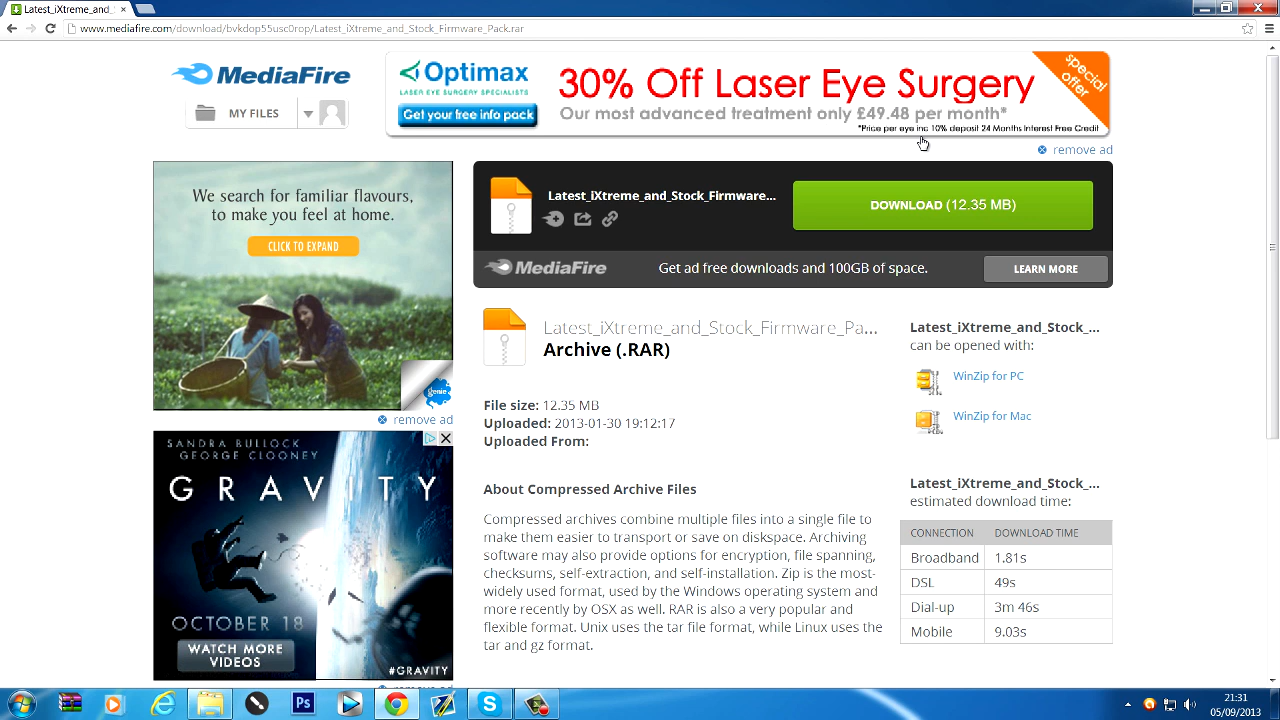 Latest_iXtreme_and_
www.mediafire.com/download/bvkdop55usc0rop/Latest_iXtreme_and_Stock_Firmware_Pack.rar
MediaFire
MY FILES
Optimax
LASER EYE SURGERY SPECIALISTS
Get your free info pack
30% Off Laser Eye Surgery
Our most advanced treatment only £49.48 per month*
*Price per eye inc 10% deposit 24 Months Interest Free Credit
special offer
remove ad
We search for familiar flavours,
to make you feel at home.
CLICK TO EXPAND
genie
remove ad
Latest_iXtreme_and_Stock_Firmware...
DOWNLOAD (12.35 MB)
MediaFire
Get ad free downloads and 100GB of space.
LEARN MORE
Latest_iXtreme_and_Stock_Firmware_Pa...
Archive (.RAR)
File size: 12.35 MB
Uploaded: 2013-01-30 19:12:17
Uploaded From:
About Compressed Archive Files
Compressed archives combine multiple files into a single file to
make them easier to transport or save on diskspace. Archiving
software may also provide options for encryption, file spanning,
checksums, self-extraction, and self-installation. Zip is the most-
widely used format, used by the Windows operating system and
more recently by OSX as well. RAR is also a very popular and
flexible format. Unix uses the tar file format, while Linux uses the
tar and gz format.
Latest_iXtreme_and_Stock_...
can be opened with:
WinZip for PC
WinZip for Mac
Latest_iXtreme_and_Stock_...
estimated download time:
CONNECTION DOWNLOAD TIME
Broadband 1.81s
DSL 49s
Dial-up 3m 46s
Mobile 9.03s
SANDRA BULLOCK
GEORGE CLOONEY
GRAVITY
OCTOBER 18
WATCH MORE
VIDEOS
#GRAVITY
remove ad
Ps
21:31
05/09/2013